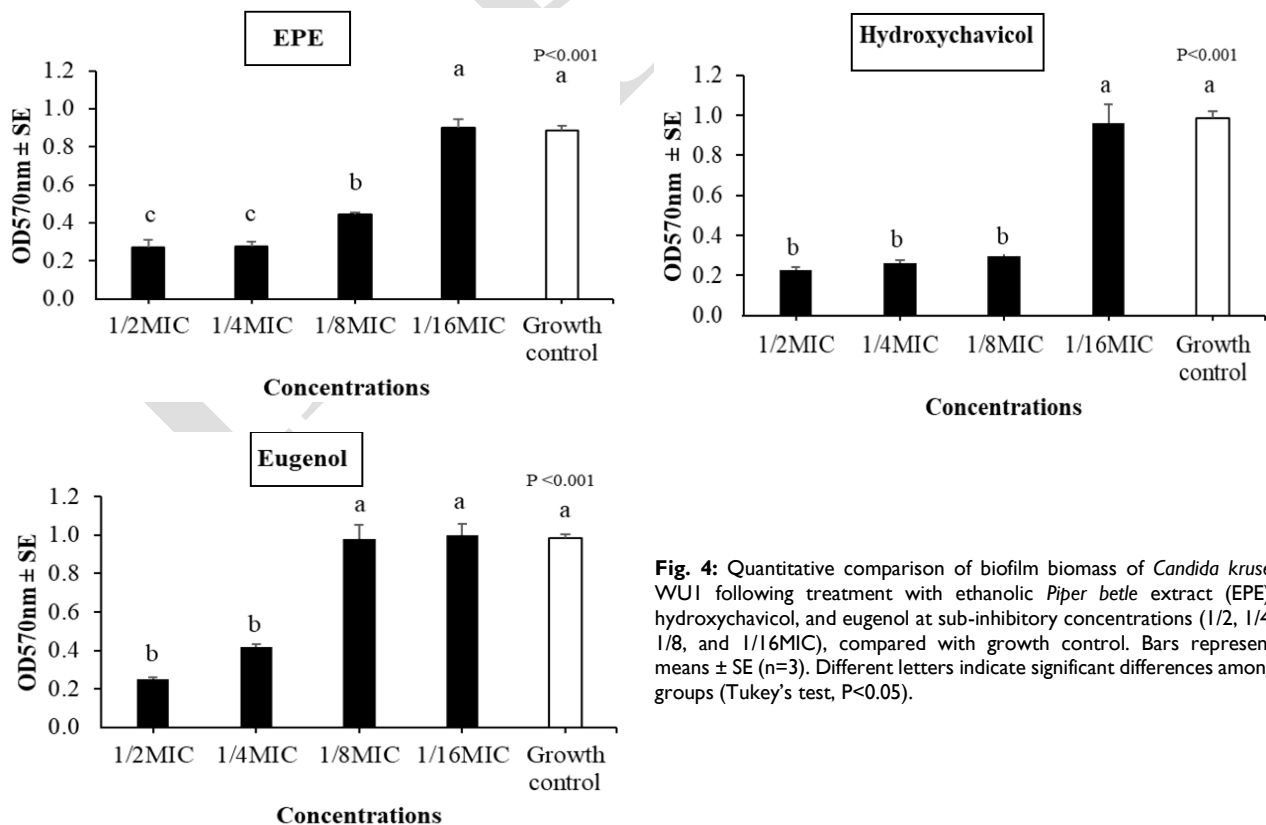 EPE
P<0.001
a
a
b
c
c
1.2
1.0
0.8
0.6
0.4
0.2
0.0
OD570nm ± SE
1/2MIC 1/4MIC 1/8MIC 1/16MIC Growth
control
Concentrations
Hydroxychavicol
P<0.001
a
a
b
b
b
1.2
1.0
0.8
0.6
0.4
0.2
0.0
OD570nm ± SE
1/2MIC 1/4MIC 1/8MIC 1/16MIC Growth
control
Concentrations
Eugenol
P <0.001
a
a
a
b
b
1.2
1.0
0.8
0.6
0.4
0.2
0.0
OD570nm ± SE
1/2MIC 1/4MIC 1/8MIC 1/16MIC Growth
control
Concentrations
Fig. 4: Quantitative comparison of biofilm biomass of Candida kruse
WU1 following treatment with ethanolic Piper betle extract (EPE)
hydroxychavicol, and eugenol at sub-inhibitory concentrations (1/2, 1/4
1/8, and 1/16MIC), compared with growth control. Bars represen
means ± SE (n=3). Different letters indicate significant differences among
groups (Tukey's test, P<0.05).